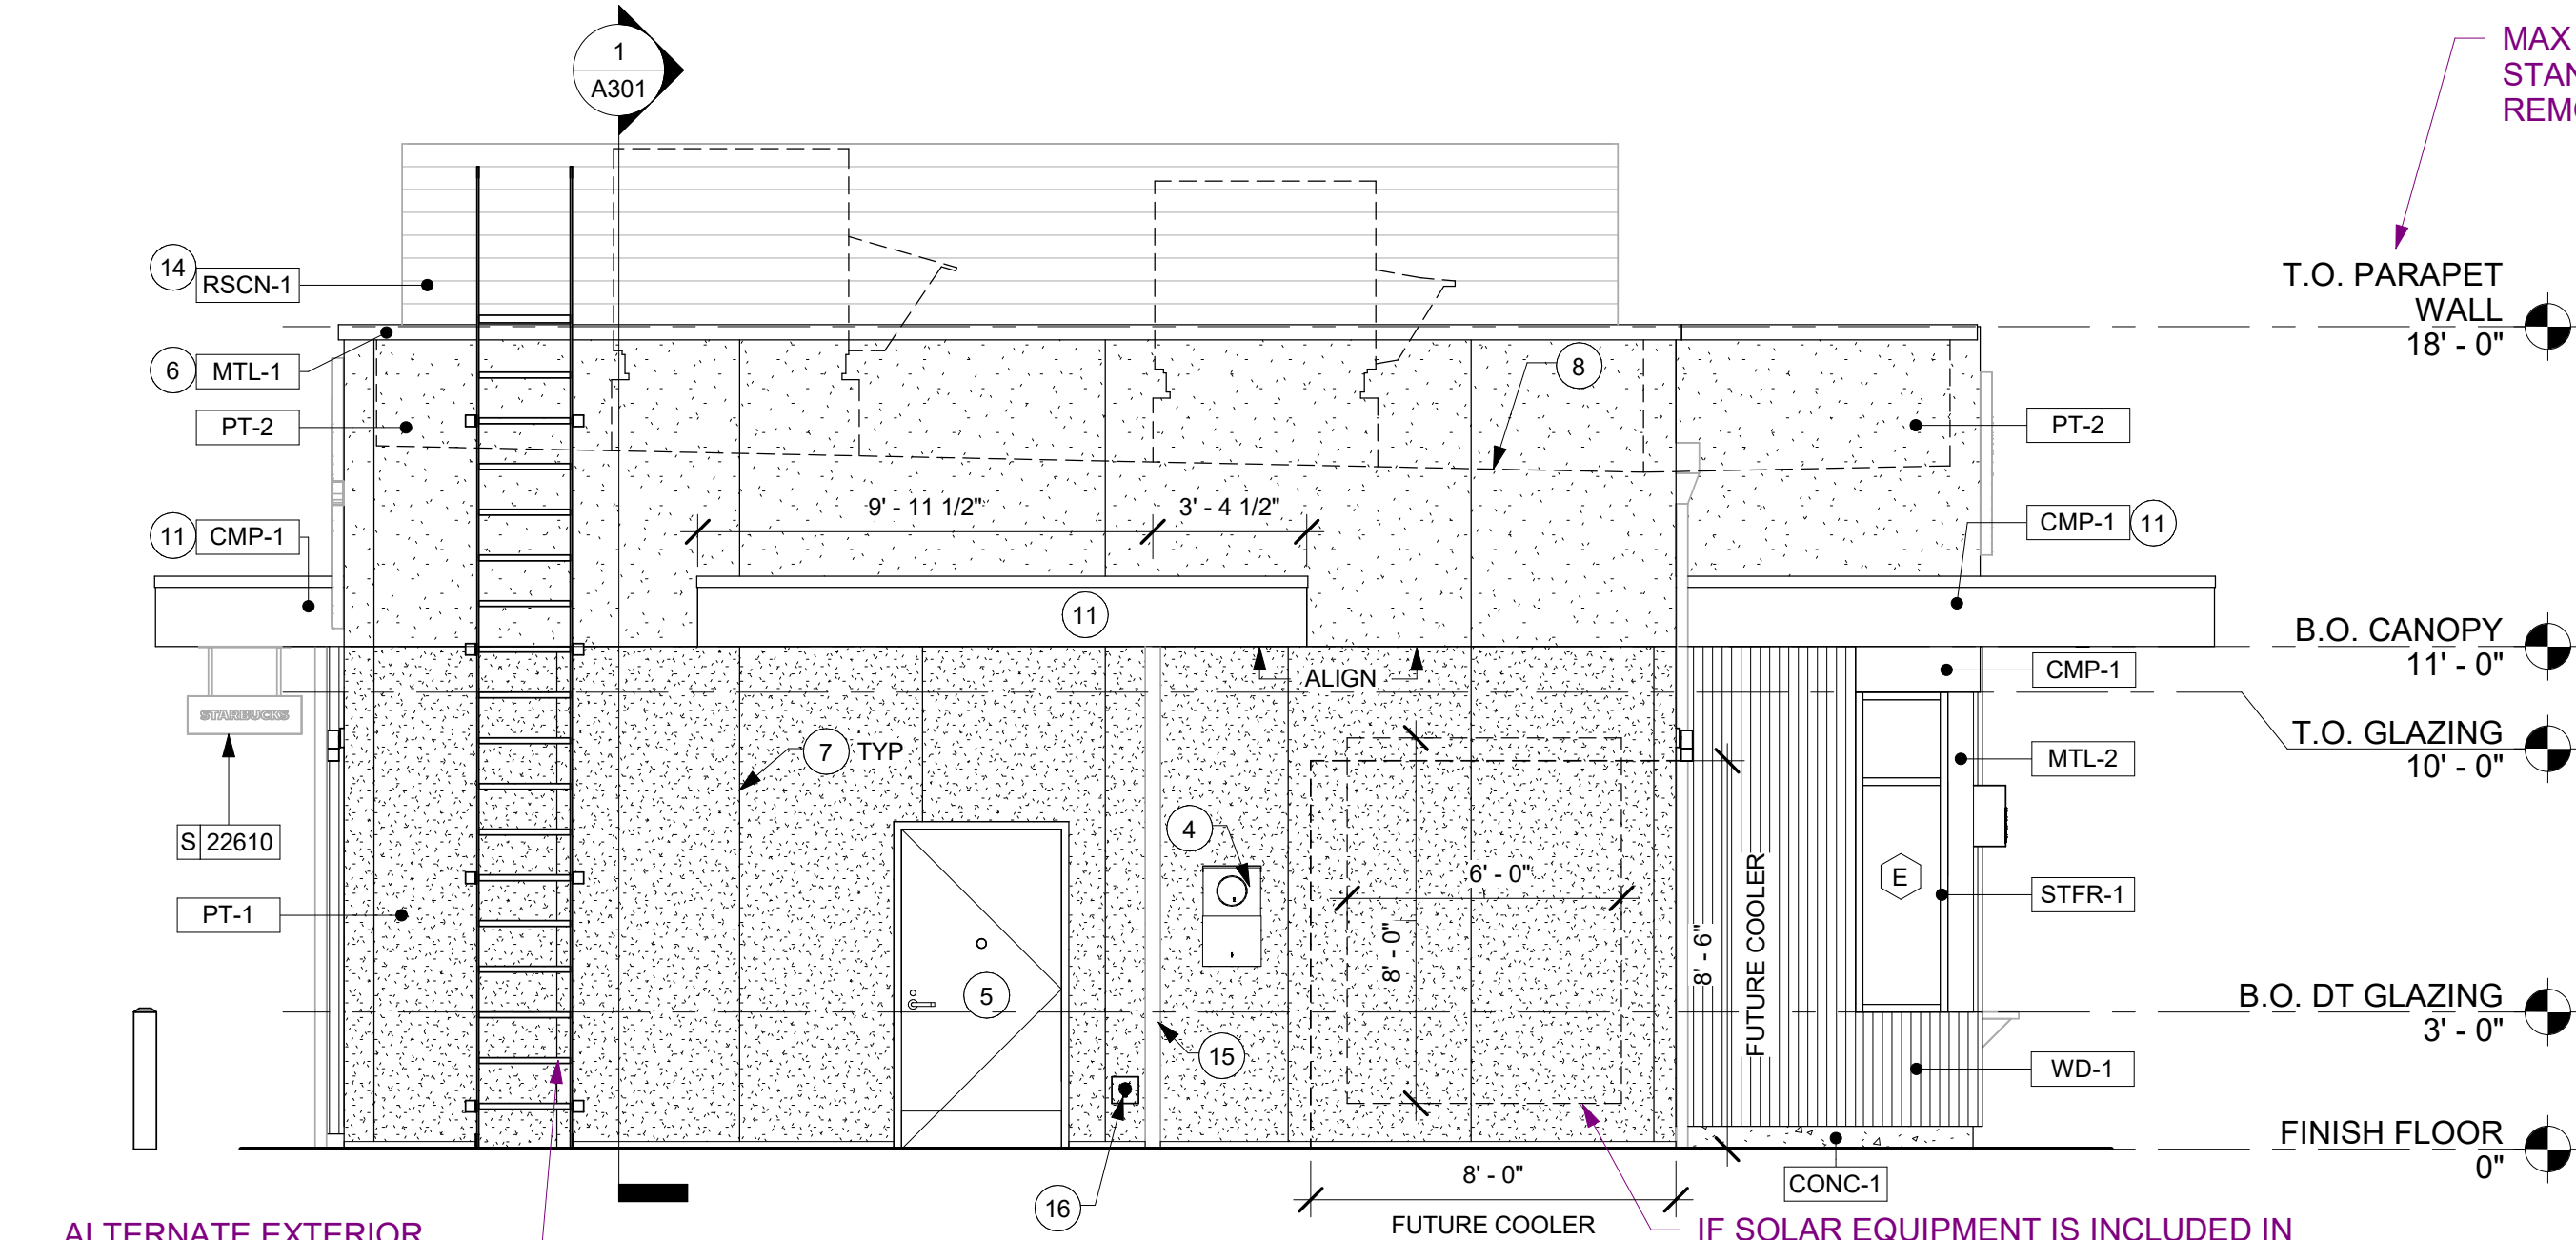 1
A301
MAX
STAN
REMO
14
RSCN-1
T.O. PARAPET
WALL
18' - 0"
6
MTL-1
8
PT-2
PT-2
9' - 11 1/2"
3' - 4 1/2"
11
CMP-1
CMP-1
11
11
B.O. CANOPY
11' - 0"
ALIGN
CMP-1
STARBUCKS
T.O. GLAZING
10' - 0"
7 TYP
MTL-2
S 22610
4
6' - 0"
E
STFR-1
PT-1
8' - 0"
8' - 6"
FUTURE COOLER
5
B.O. DT GLAZING
3' - 0"
15
WD-1
FINISH FLOOR
0"
16
8' - 0"
CONC-1
FUTURE COOLER
ALTERNATE EXTERIOR
IF SOLAR EQUIPMENT IS INCLUDED IN